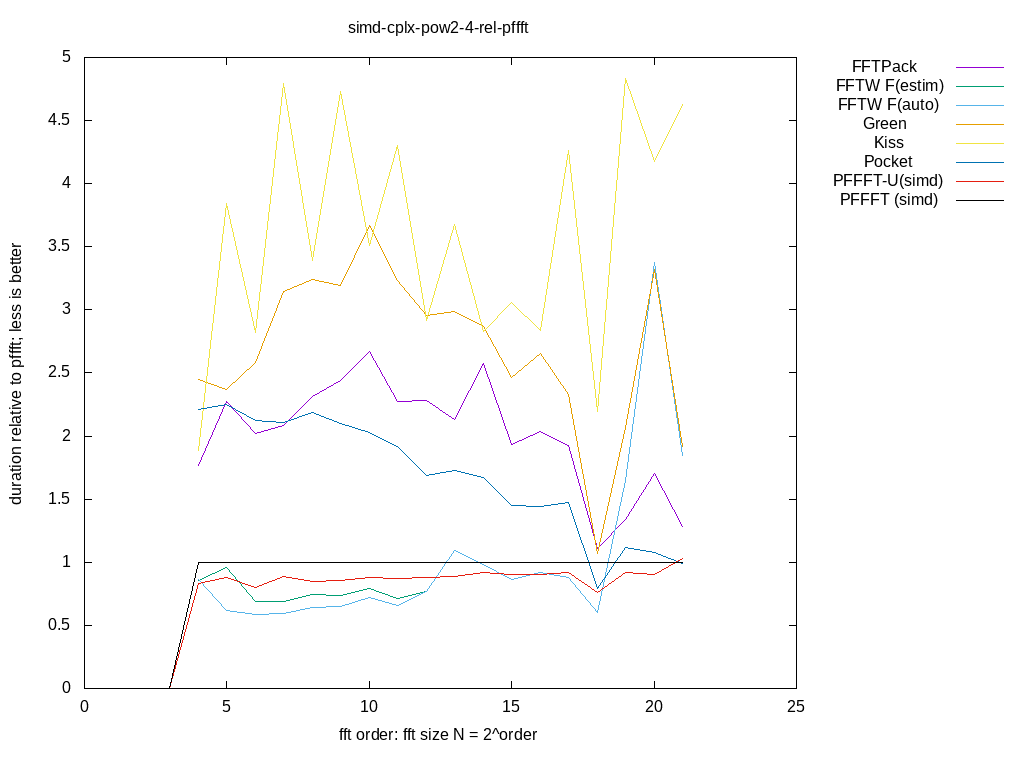 simd-cplx-pow2-4-rel-pffft
5
4.5
4
3.5
3
2.5
2
1.5
1
0.5
0
0 5 10 15 20 25
duration relative to pffft; less is better
fft order: fft size N = 2^order
FFTPack
FFTW F(estim)
FFTW F(auto)
Green
Kiss
Pocket
PFFFT-U(simd)
PFFFT (simd)